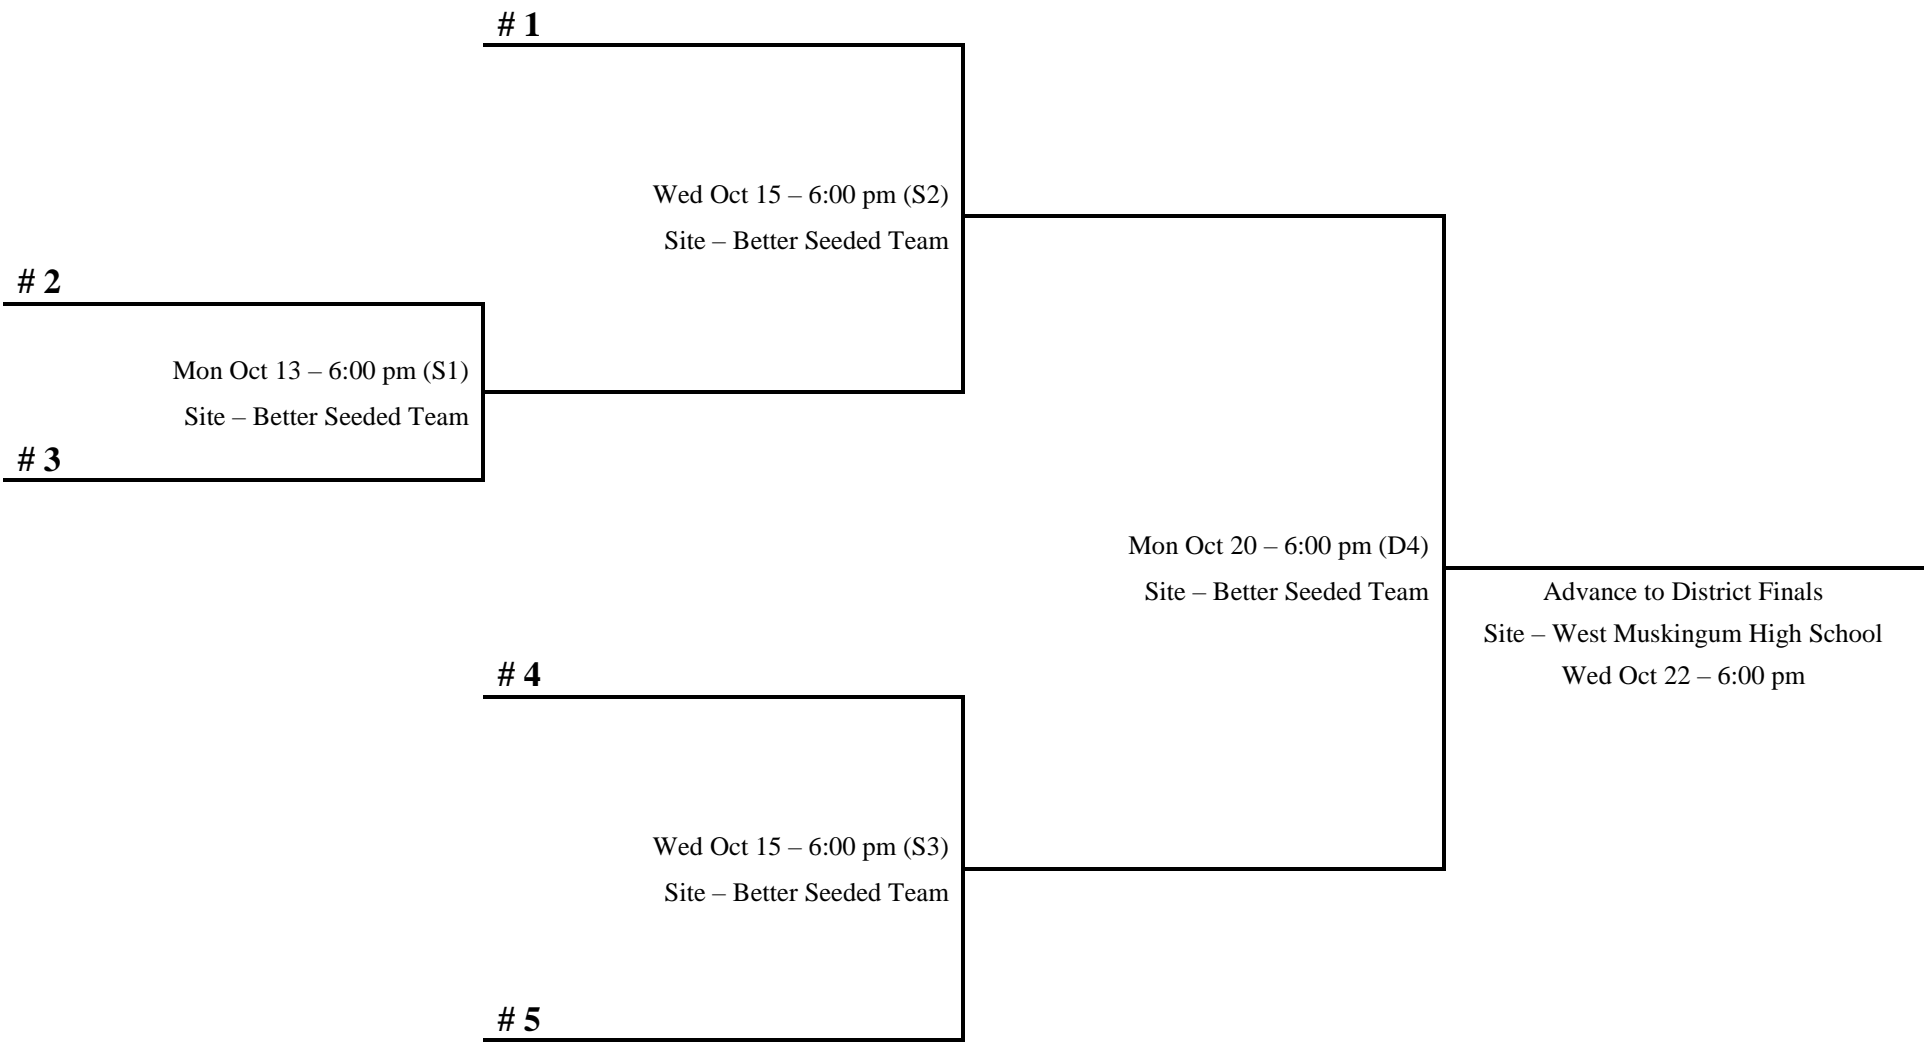 # 1
Wed Oct 15 – 6:00 pm (S2)
Site – Better Seeded Team
# 2
Mon Oct 13 – 6:00 pm (S1)
Site – Better Seeded Team
# 3
Mon Oct 20 – 6:00 pm (D4)
Site – Better Seeded Team
Advance to District Finals
Site – West Muskingum High School
Wed Oct 22 – 6:00 pm
# 4
Wed Oct 15 – 6:00 pm (S3)
Site – Better Seeded Team
# 5